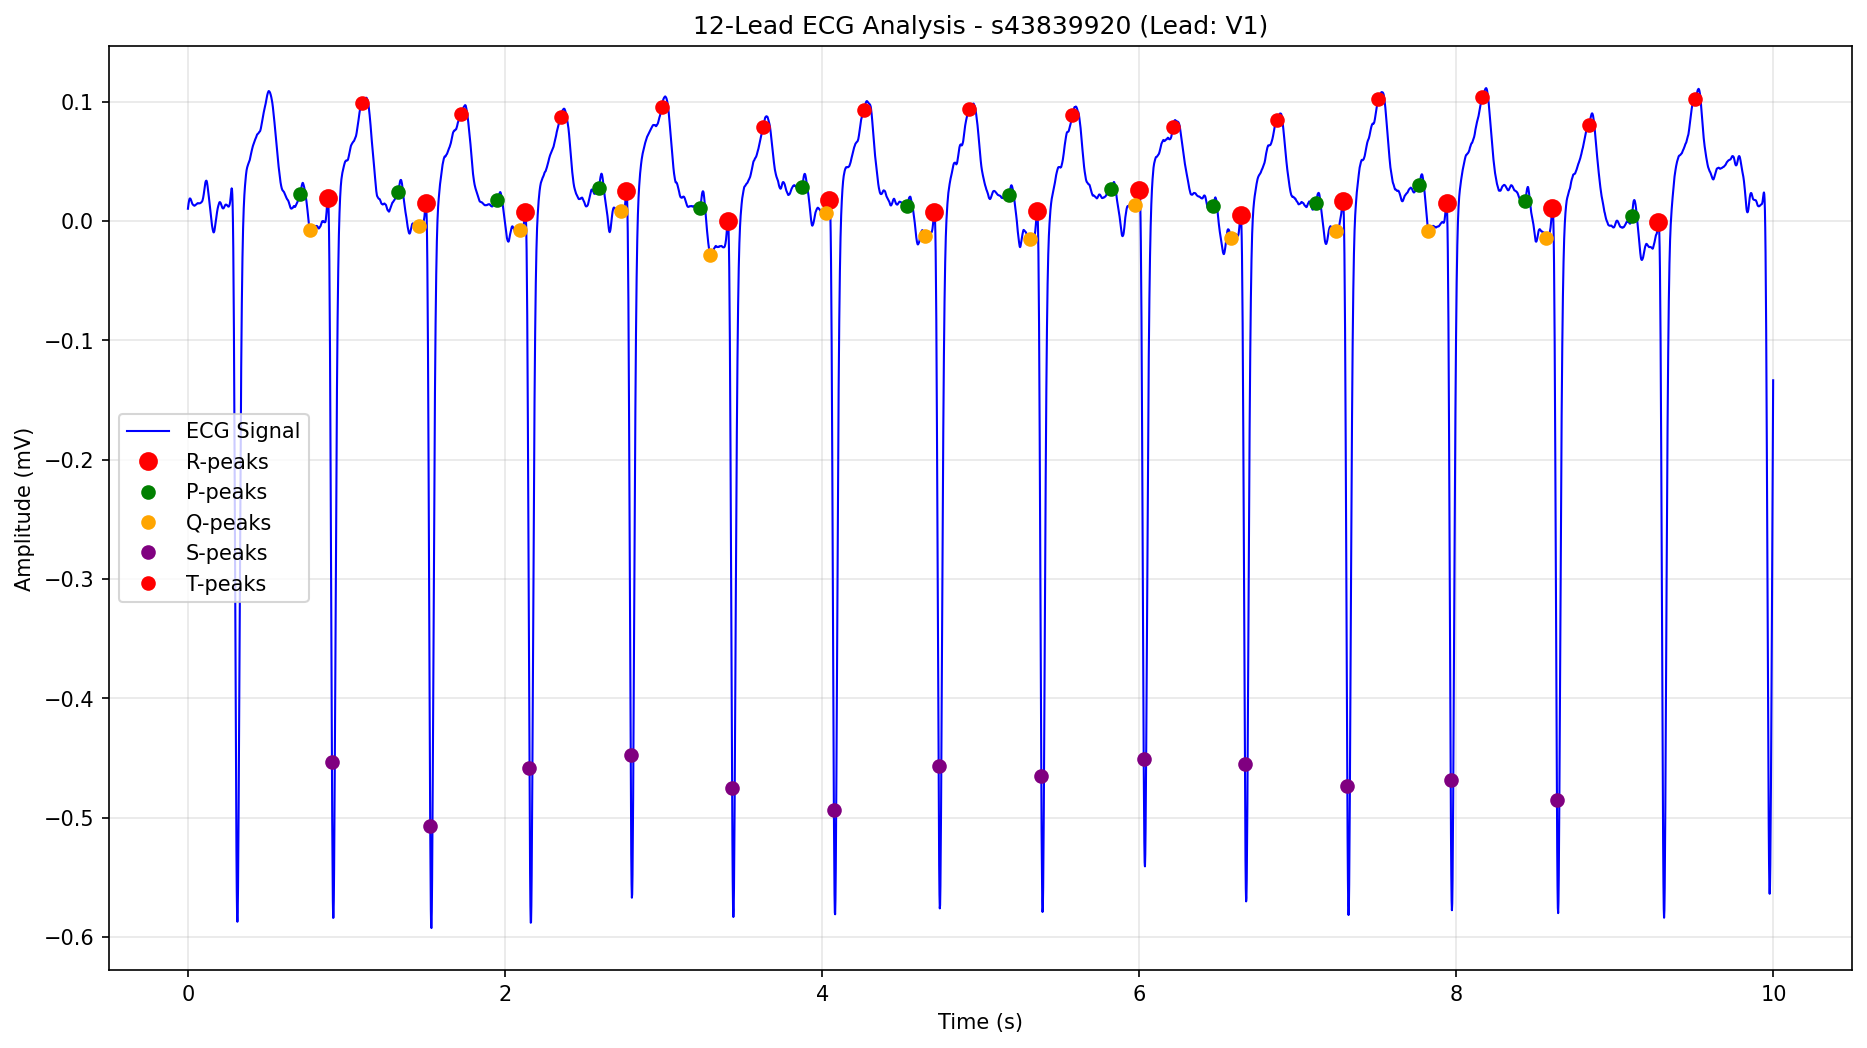 12-Lead ECG Analysis - s43839920 (Lead: V1)
0.1
0.0
−0.1
−0.2
−0.3
−0.4
−0.5
−0.6
Amplitude (mV)
ECG Signal
R-peaks
P-peaks
Q-peaks
S-peaks
T-peaks
0 2 4 6 8 10
Time (s)